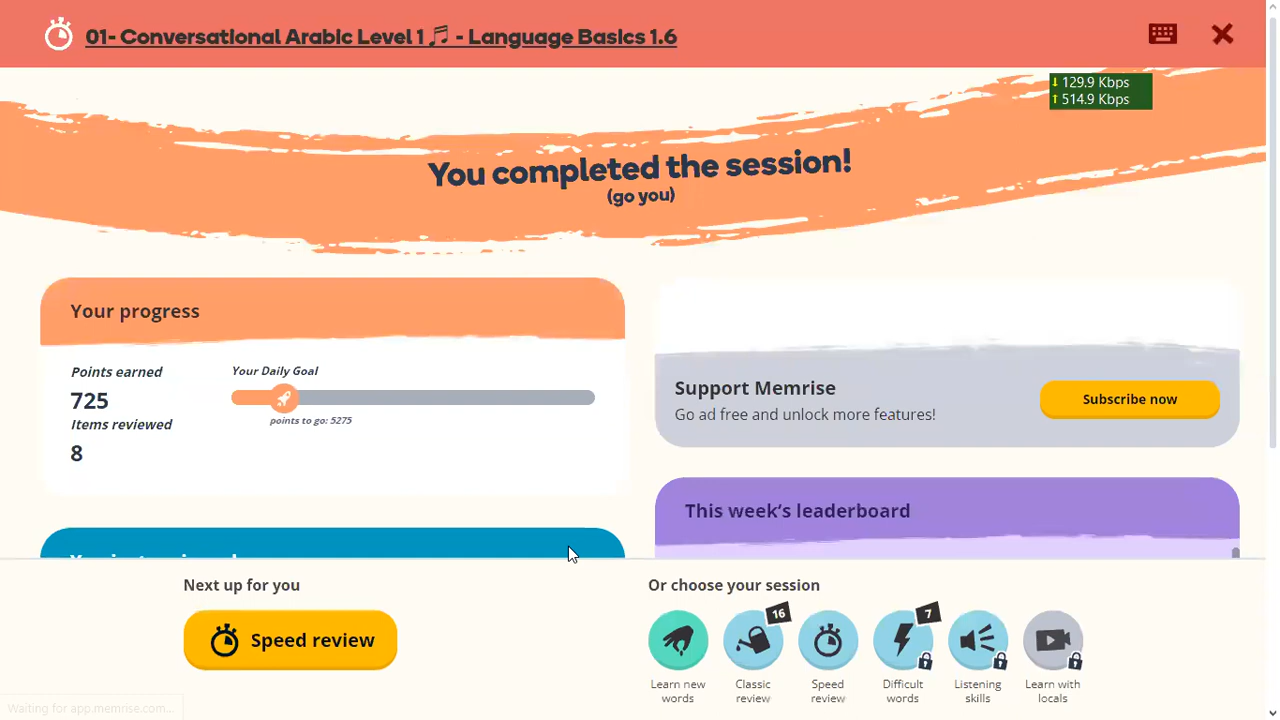 01- Conversational Arabic Level 1🎵 - Language Basics 1.6
↓ 129.9 Kbps
↑ 514.9 Kbps
You completed the session!
(go you)
Your progress
Points earned
725
Items reviewed
8
Your Daily Goal
points to go: 5275
Support Memrise
Go ad free and unlock more features!
Subscribe now
This week's leaderboard
Next up for you
Speed review
Or choose your session
16
7
Learn new words
Classic review
Speed review
Difficult words
Listening skills
Learn with locals
Waiting for app.memrise.com...